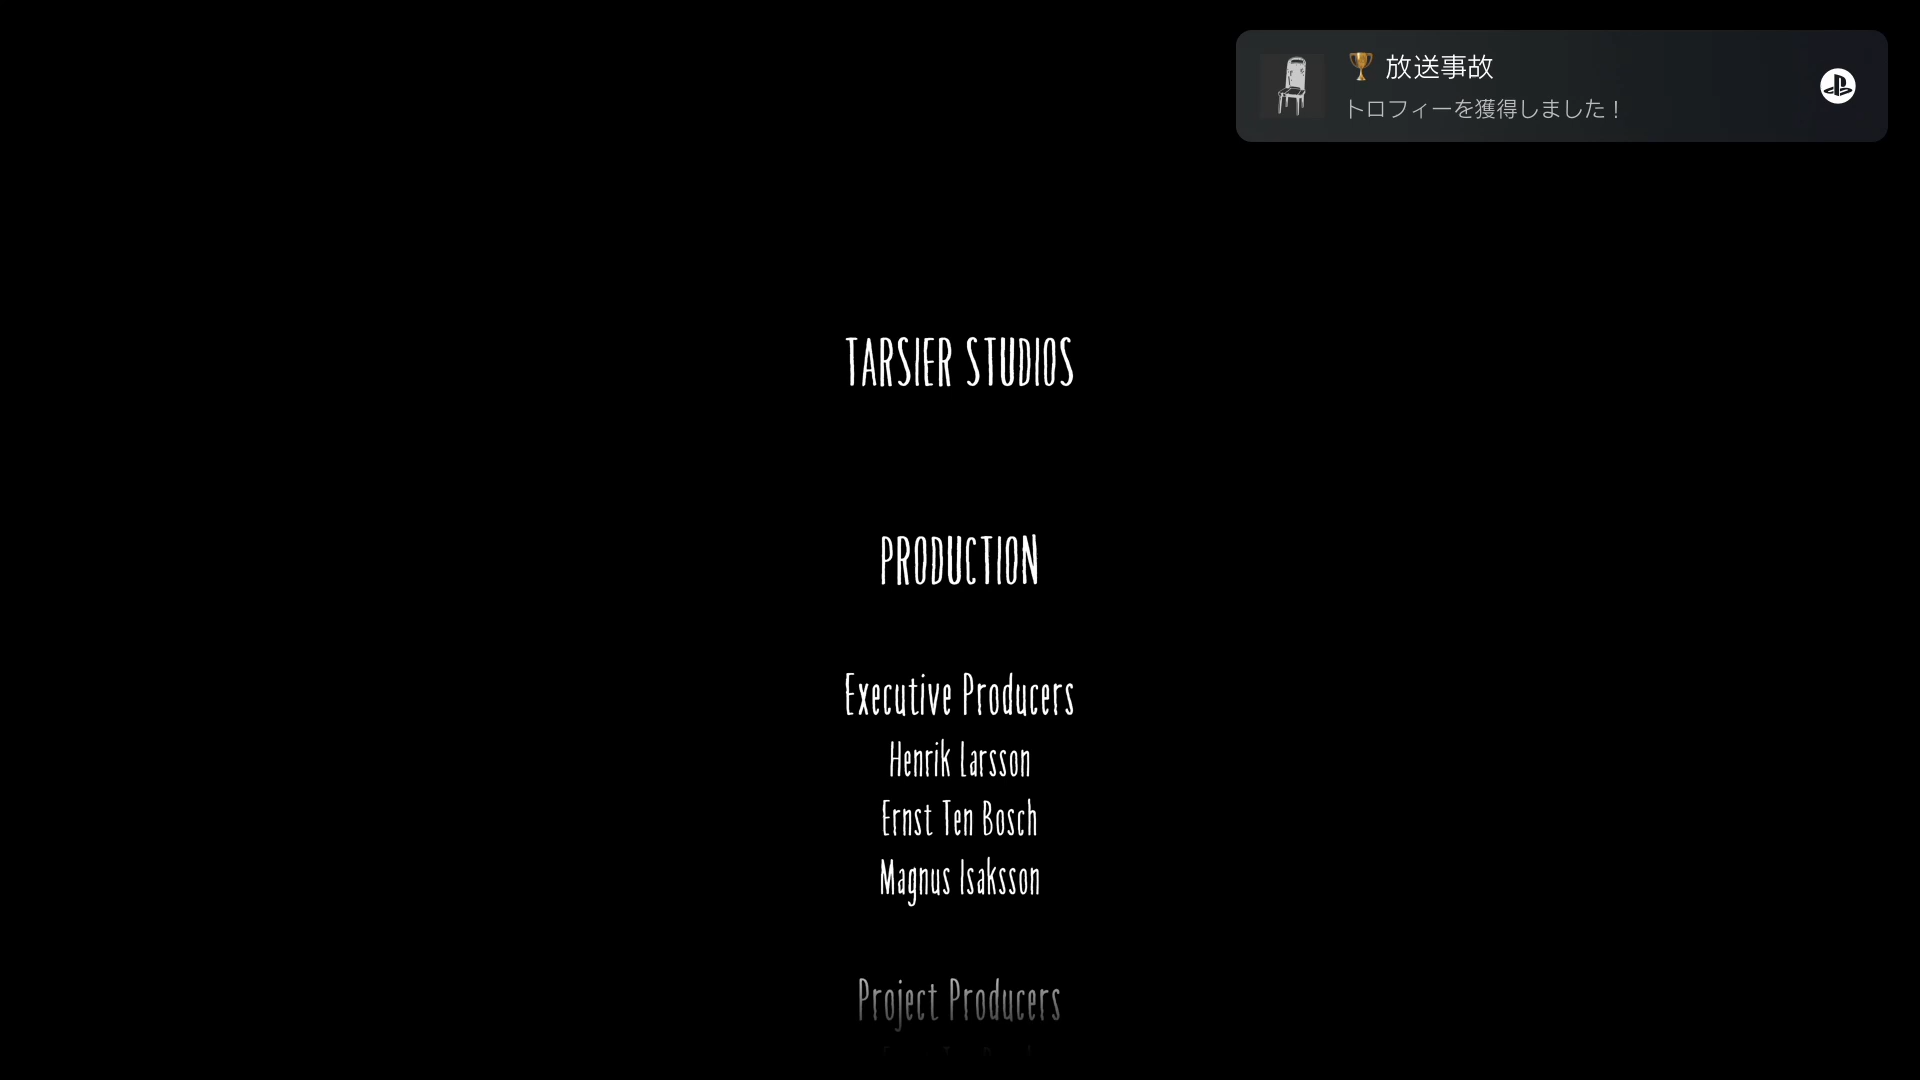 放送事故
トロフィーを獲得しました！
TARSIER STUDIOS
PRODUCTION
Executive Producers
Henrik Larsson
Ernst Ten Bosch
Magnus Isaksson
Project Producers